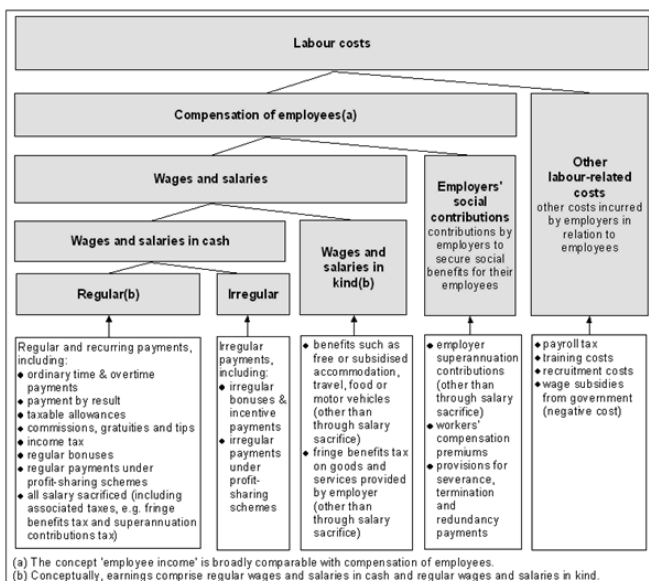 Labour costs
Compensation of employees(a)
Wages and salaries
Employers'
social
contributions
contributions by
employers to
secure social
benefits for their
employees
Other
labour-related
costs
other costs incurred
by employers in
relation to
employees
Wages and salaries in cash
Wages and
salaries in
kind(b)
Regular(b)
Irregular
Regular and recurring payments,
including:
◆ ordinary time & overtime
payments
◆ payment by result
◆ taxable allowances
◆ commissions, gratuities and tips
◆ income tax
◆ regular bonuses
◆ regular payments under
profit-sharing schemes
◆ all salary sacrificed (including
associated taxes, e.g. fringe
benefits tax and superannuation
contributions tax)
Irregular
payments,
including:
◆ irregular
bonuses &
incentive
payments
◆ irregular
payments
under
profit-
sharing
schemes
◆ benefits such as
free or subsidised
accommodation,
travel, food or
motor vehicles
(other than
through salary
sacrifice)
◆ fringe benefits tax
on goods and
services provided
by employer (other
than through salary
sacrifice)
◆ employer
superannuation
contributions
(other than
through salary
sacrifice)
◆ workers'
compensation
premiums
◆ provisions for
severance,
termination
and
redundancy
payments
◆ payroll tax
◆ training costs
◆ recruitment costs
◆ wage subsidies
from government
(negative cost)
(a) The concept 'employee income' is broadly comparable with compensation of employees.
(b) Conceptually, earnings comprise regular wages and salaries in cash and regular wages and salaries in kind.